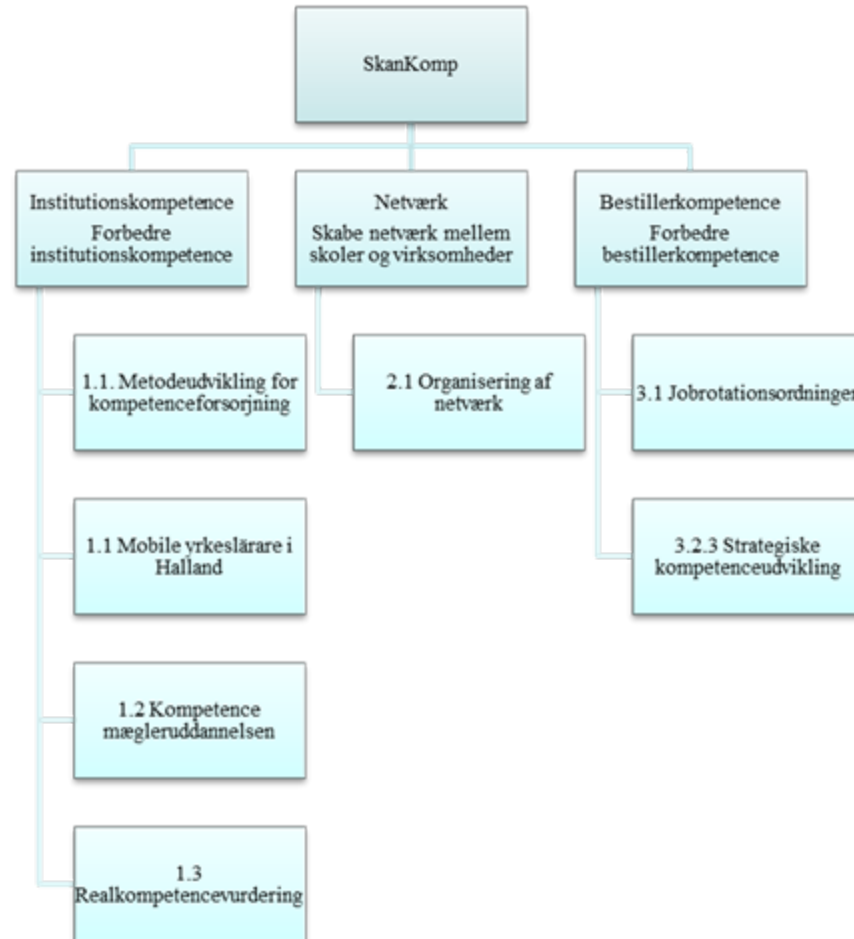 SkanKomp
Institutionskompetence
Forbedre
institutionskompetence
Netværk
Skabe netværk mellem
skoler og virksomheder
Bestillerkompetence
Forbedre
bestillerkompetence
1.1. Metodeudvikling for
kompetenceforsorjning
1.1 Mobile yrkeslärare i
Halland
1.2 Kompetence
mægleruddannelsen
1.3
Realkompetencevurdering
2.1 Organisering af
netværk
3.1 Jobrotationsordninger
3.2.3 Strategiske
kompetenceudvikling